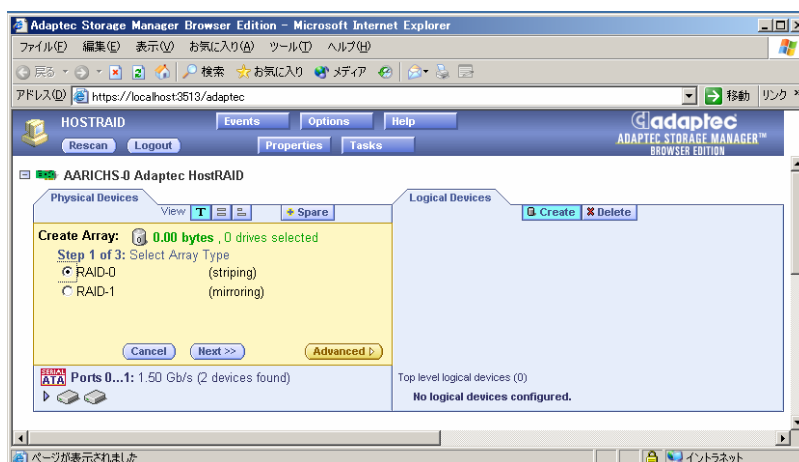 Adaptec Storage Manager Browser Edition - Microsoft Internet Explorer
ファイル(F) 編集(E) 表示(V) お気に入り(A) ツール(T) ヘルプ(H)
戻る 検索 お気に入り メディア
アドレス(D) https://localhost:3513/adaptec 移動 リンク »
HOSTRAID Events Options Help adaptec
Rescan Logout Properties Tasks ADAPTEC STORAGE MANAGER™
BROWSER EDITION
AARICHS-0 Adaptec HostRAID
Physical Devices Logical Devices
View T + Spare Create Delete
Create Array: 0.00 bytes , 0 drives selected
Step 1 of 3: Select Array Type
RAID-0 (striping)
RAID-1 (mirroring)
Cancel Next >> Advanced
SERIAL ATA Ports 0...1: 1.50 Gb/s (2 devices found) Top level logical devices (0)
No logical devices configured.
ページが表示されました イントラネット